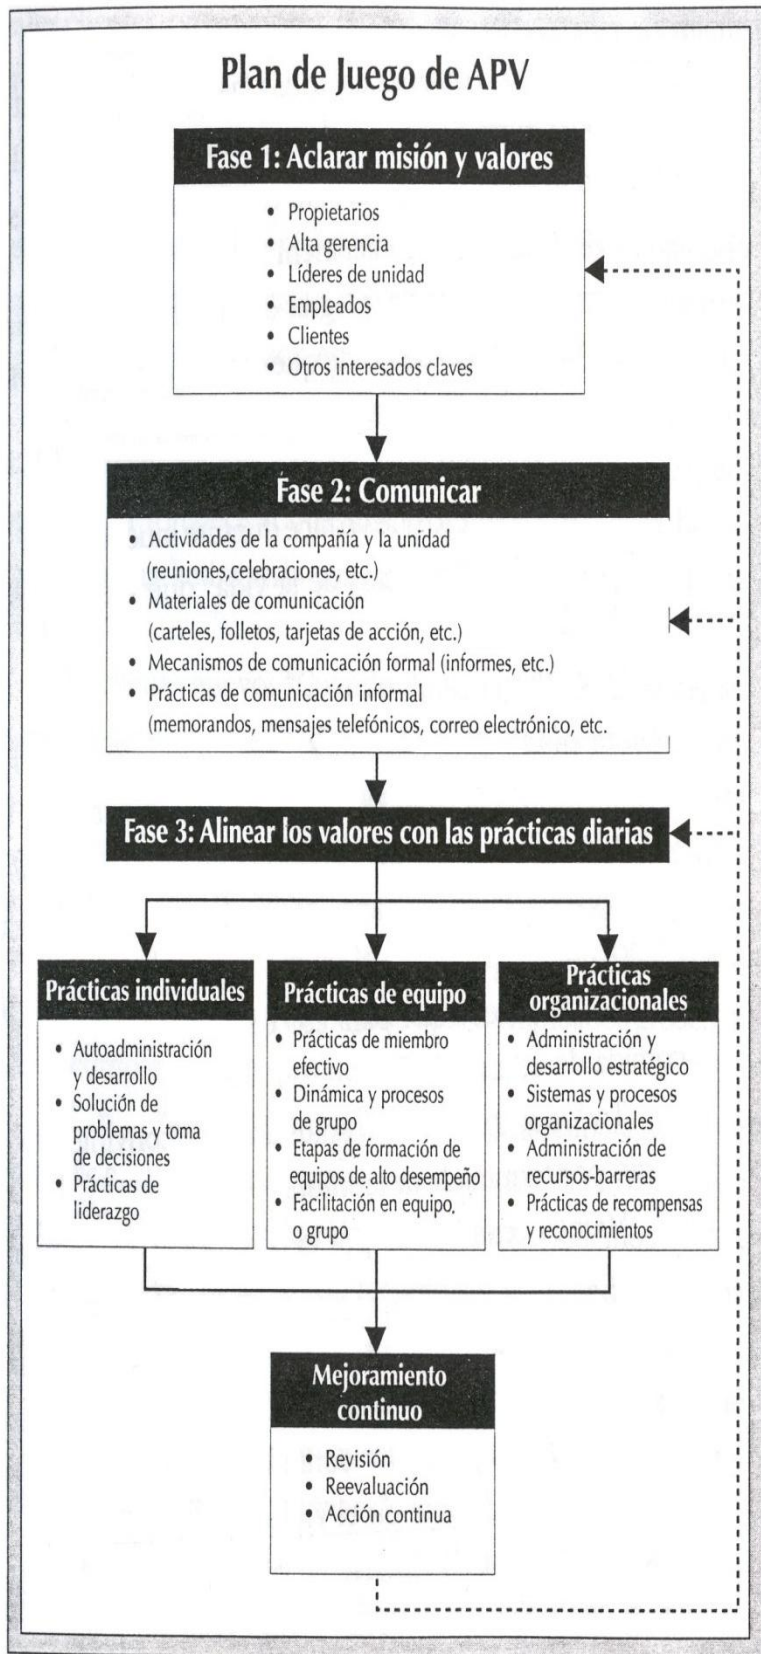 Plan de Juego de APV
Fase 1: Aclarar misión y valores
• Propietarios
• Alta gerencia
• Líderes de unidad
• Empleados
• Clientes
• Otros interesados claves
Fase 2: Comunicar
• Actividades de la compañía y la unidad
(reuniones,celebraciones, etc.)
• Materiales de comunicación
(carteles, folletos, tarjetas de acción, etc.)
• Mecanismos de comunicación formal (informes, etc.)
• Prácticas de comunicación informal
(memorandos, mensajes telefónicos, correo electrónico, etc.
Fase 3: Alinear los valores con las prácticas diarias
Prácticas individuales
• Autoadministración
y desarrollo
• Solución de
problemas y toma
de decisiones
• Prácticas de
liderazgo
Prácticas de equipo
• Prácticas de miembro
efectivo
• Dinámica y procesos
de grupo
• Etapas de formación de
equipos de alto desempeño
• Facilitación en equipo,
o grupo
Prácticas
organizacionales
• Administración y
desarrollo estratégico
• Sistemas y procesos
organizacionales
• Administración de
recursos-barreras
• Prácticas de recompensas
y reconocimientos
Mejoramiento
continuo
• Revisión
• Reevaluación
• Acción continua